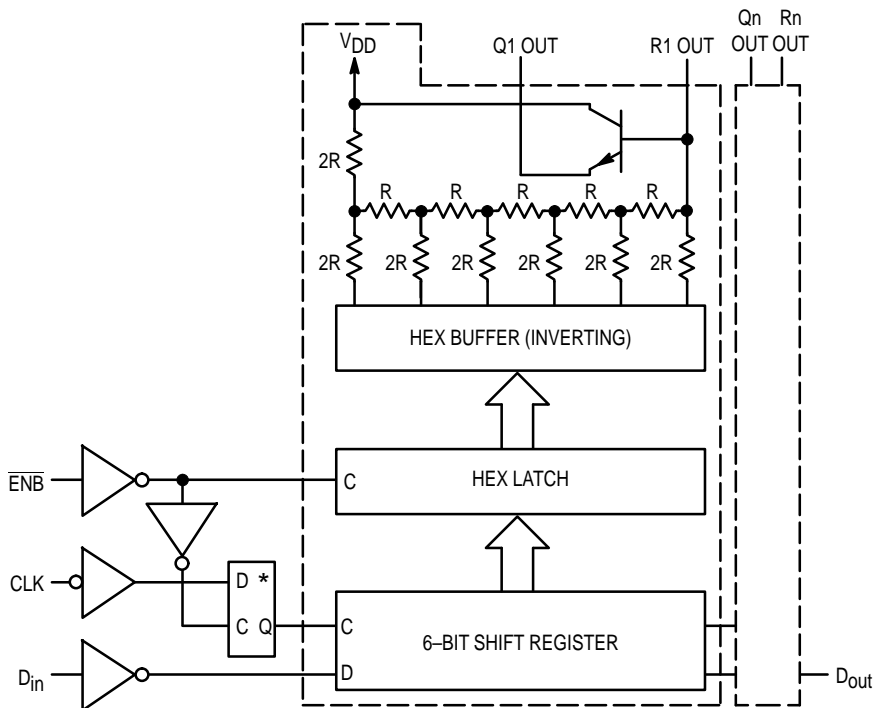 VDD
Q1 OUT
R1 OUT
Qn
OUT
Rn
OUT
2R
R
R
R
R
R
2R
2R
2R
2R
2R
2R
HEX BUFFER (INVERTING)
ENB
C
HEX LATCH
CLK
D *
C Q
C
6–BIT SHIFT REGISTER
Din
D
Dout